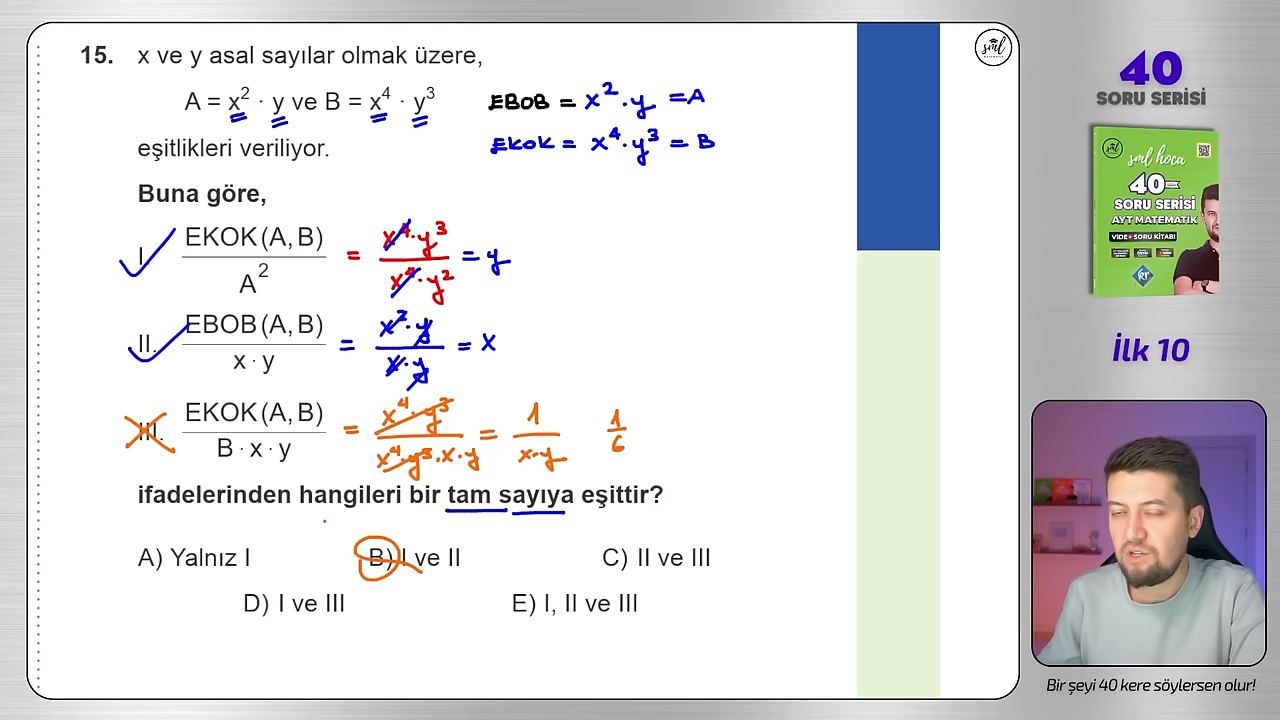 15. x ve y asal sayılar olmak üzere,
A = x² · y ve B = x⁴ · y³
EBOB = x² · y = A
EKOK = x⁴ · y³ = B
eşitlikleri veriliyor.
Buna göre,
I. EKOK(A, B) / A² = x⁴ · y³ / x⁴ · y² = y
II. EBOB(A, B) / x · y = x² · y / x · y = x
III. EKOK(A, B) / B · x · y = x⁴ · y³ / x⁴ · y³ · x · y = 1 / x · y 1/6
ifadelerinden hangileri bir tam sayıya eşittir?
A) Yalnız I B) I ve II C) II ve III
D) I ve III E) I, II ve III
sml
40
SORU SERİSİ
sml hoca
40
SORU SERİSİ
AYT MATEMATİK
VİDEO SORU KİTABI
İlk 10
Bir şeyi 40 kere söylersen olur!